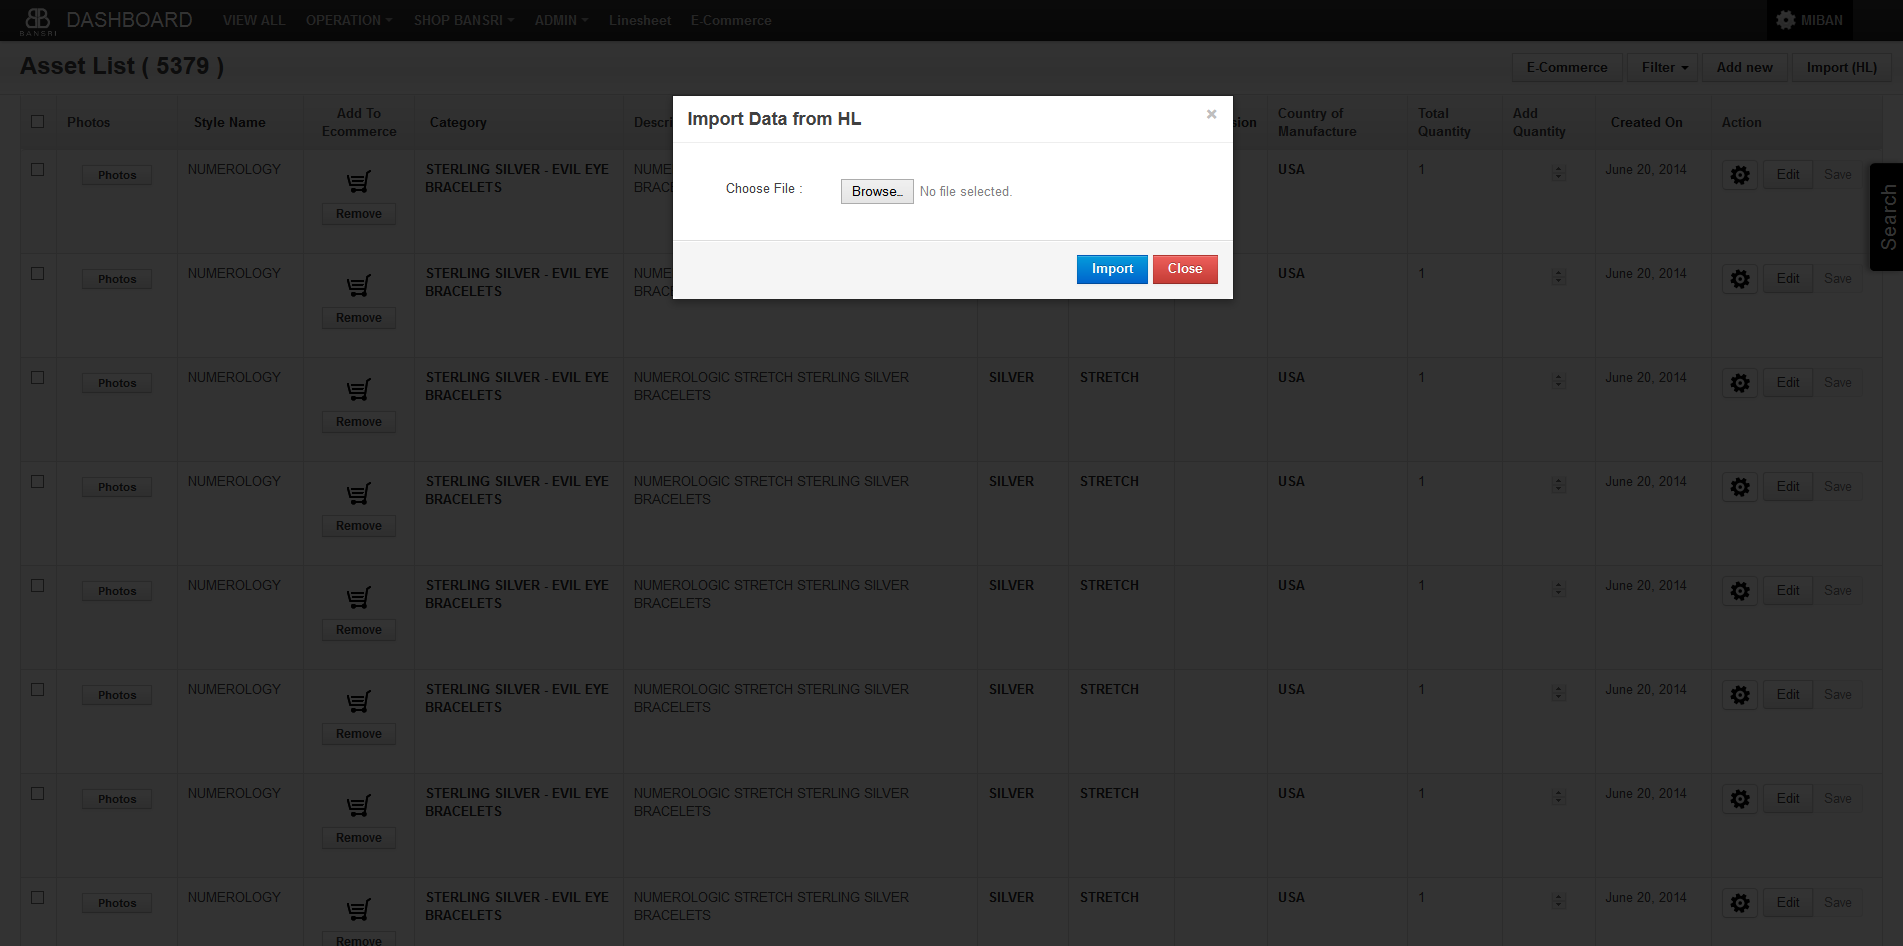 BANSRI DASHBOARD VIEW ALL OPERATION SHOP BANSRI ADMIN Linesheet E-Commerce MIBAN
Asset List ( 5379 ) E-Commerce Filter Add new Import (HL)
Import Data from HL ×
Choose File : Browse... No file selected.
Import Close
Photos Style Name Add To Ecommerce Category Descri sion Country of Manufacture Total Quantity Add Quantity Created On Action
Search
Photos NUMEROLOGY STERLING SILVER - EVIL EYE NUME USA 1 June 20, 2014 Edit Save
BRACELETS BRACE
Remove
Photos NUMEROLOGY STERLING SILVER - EVIL EYE NUME USA 1 June 20, 2014 Edit Save
BRACELETS BRACE
Remove
Photos NUMEROLOGY STERLING SILVER - EVIL EYE NUMEROLOGIC STRETCH STERLING SILVER SILVER STRETCH USA 1 June 20, 2014 Edit Save
BRACELETS BRACELETS
Remove
Photos NUMEROLOGY STERLING SILVER - EVIL EYE NUMEROLOGIC STRETCH STERLING SILVER SILVER STRETCH USA 1 June 20, 2014 Edit Save
BRACELETS BRACELETS
Remove
Photos NUMEROLOGY STERLING SILVER - EVIL EYE NUMEROLOGIC STRETCH STERLING SILVER SILVER STRETCH USA 1 June 20, 2014 Edit Save
BRACELETS BRACELETS
Remove
Photos NUMEROLOGY STERLING SILVER - EVIL EYE NUMEROLOGIC STRETCH STERLING SILVER SILVER STRETCH USA 1 June 20, 2014 Edit Save
BRACELETS BRACELETS
Remove
Photos NUMEROLOGY STERLING SILVER - EVIL EYE NUMEROLOGIC STRETCH STERLING SILVER SILVER STRETCH USA 1 June 20, 2014 Edit Save
BRACELETS BRACELETS
Remove
Photos NUMEROLOGY STERLING SILVER - EVIL EYE NUMEROLOGIC STRETCH STERLING SILVER SILVER STRETCH USA 1 June 20, 2014 Edit Save
BRACELETS BRACELETS
Remove